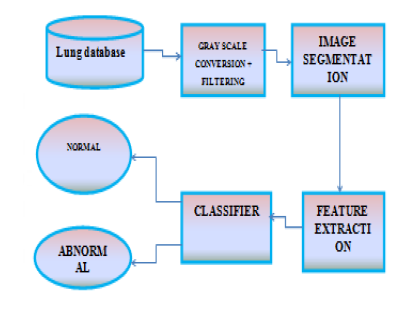 Lung database
GRAY SCALE
CONVERSION +
FILTERING
IMAGE
SEGMENTAT
ION
NORMAL
CLASSIFIER
FEATURE
EXTRACTI
ON
ABNORM
AL